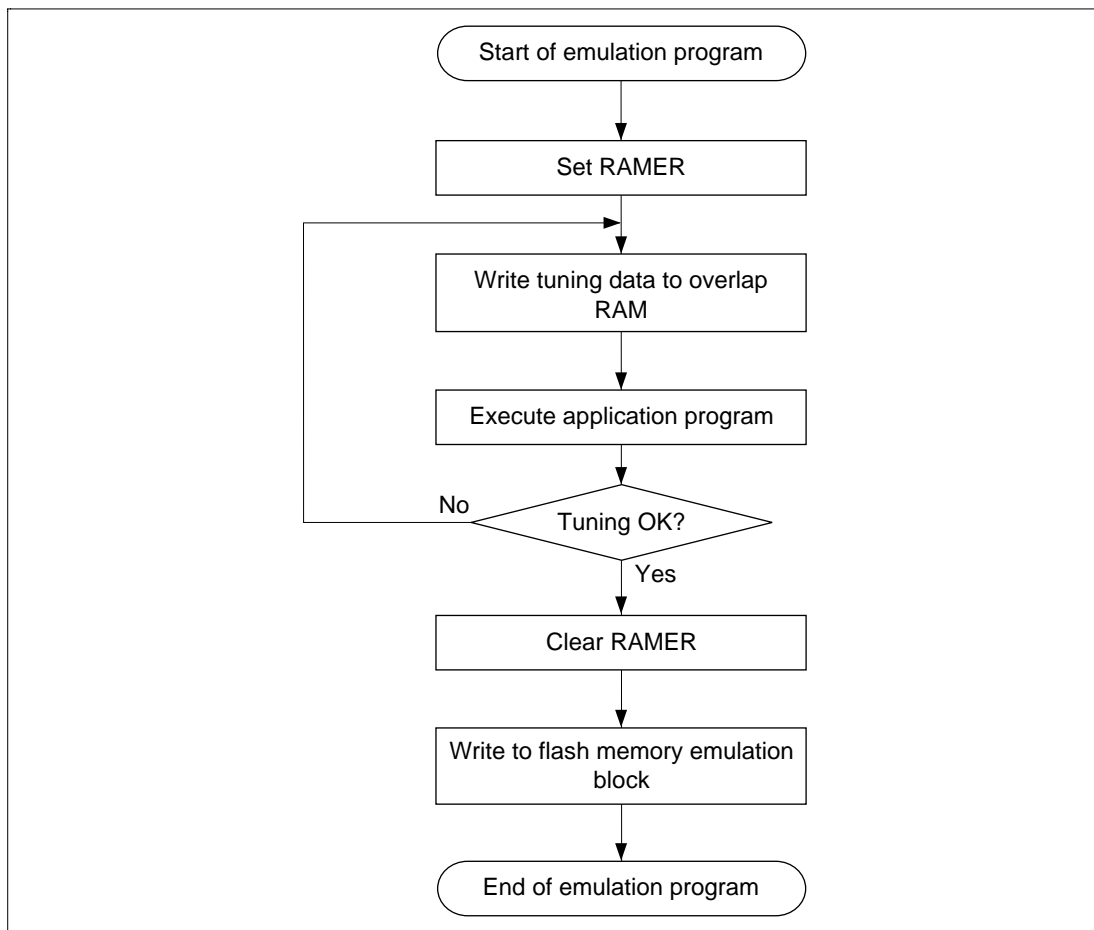 Start of emulation program
Set RAMER
Write tuning data to overlap
RAM
Execute application program
No
Tuning OK?
Yes
Clear RAMER
Write to flash memory emulation
block
End of emulation program